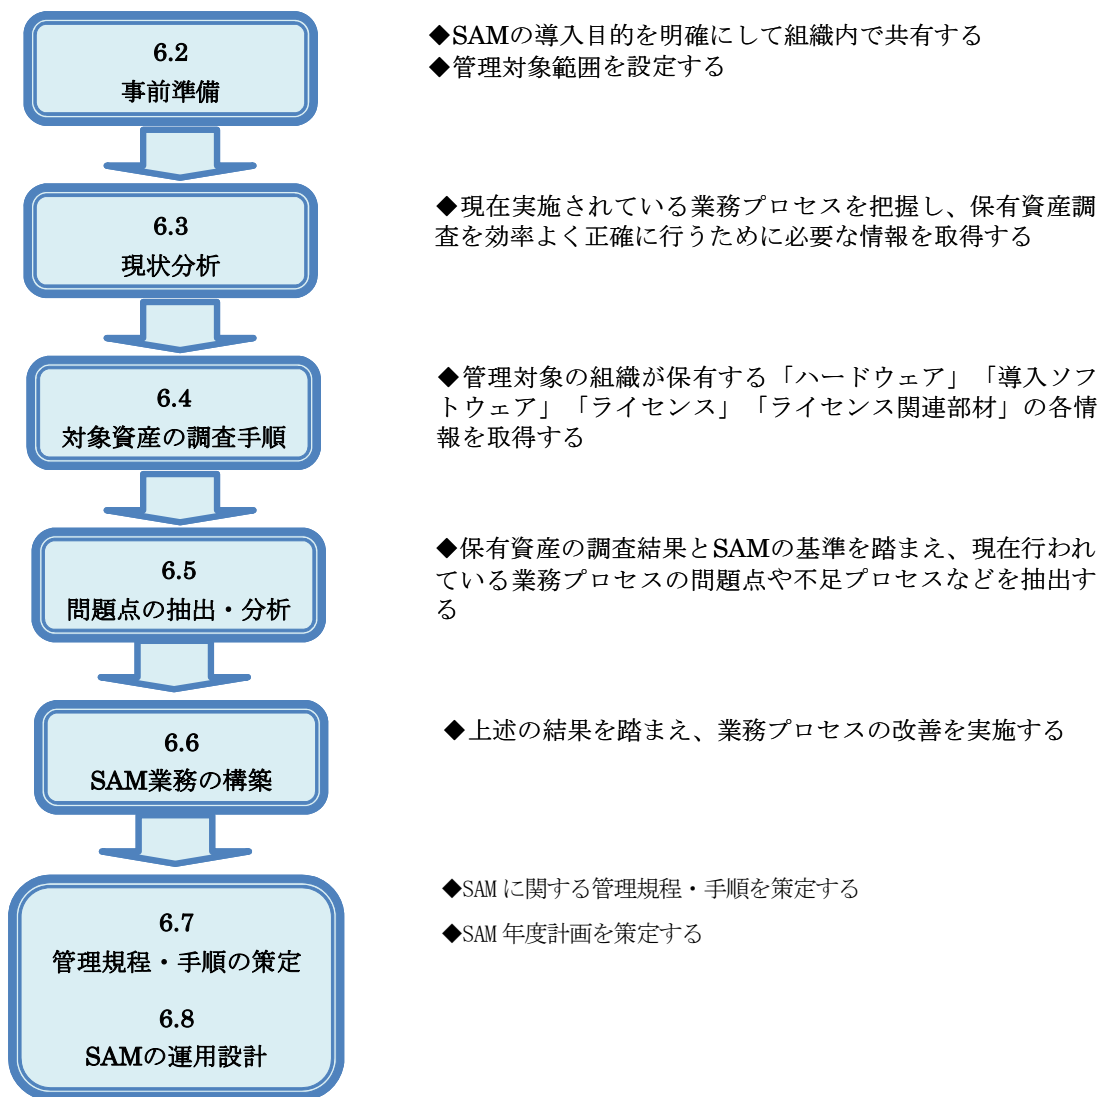 6.2
事前準備
◆SAMの導入目的を明確にして組織内で共有する
◆管理対象範囲を設定する
6.3
現状分析
◆現在実施されている業務プロセスを把握し、保有資産調
査を効率よく正確に行うために必要な情報を取得する
6.4
対象資産の調査手順
◆管理対象の組織が保有する「ハードウェア」「導入ソフ
トウェア」「ライセンス」「ライセンス関連部材」の各情
報を取得する
6.5
問題点の抽出・分析
◆保有資産の調査結果とSAMの基準を踏まえ、現在行われ
ている業務プロセスの問題点や不足プロセスなどを抽出す
る
6.6
SAM業務の構築
◆上述の結果を踏まえ、業務プロセスの改善を実施する
6.7
管理規程・手順の策定
6.8
SAMの運用設計
◆SAM に関する管理規程・手順を策定する
◆SAM 年度計画を策定する